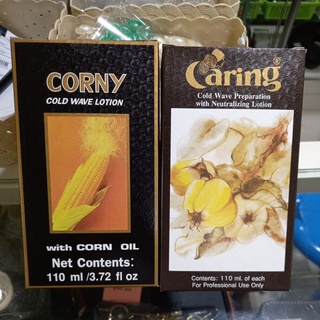 CORNY
COLD WAVE LOTION
with CORN OIL
Net Contents:
110 ml /3.72 fl oz
Caring
Cold Wave Preparation
with Neutralizing Lotion
Contents: 110 ml. of each
For Professional Use Only